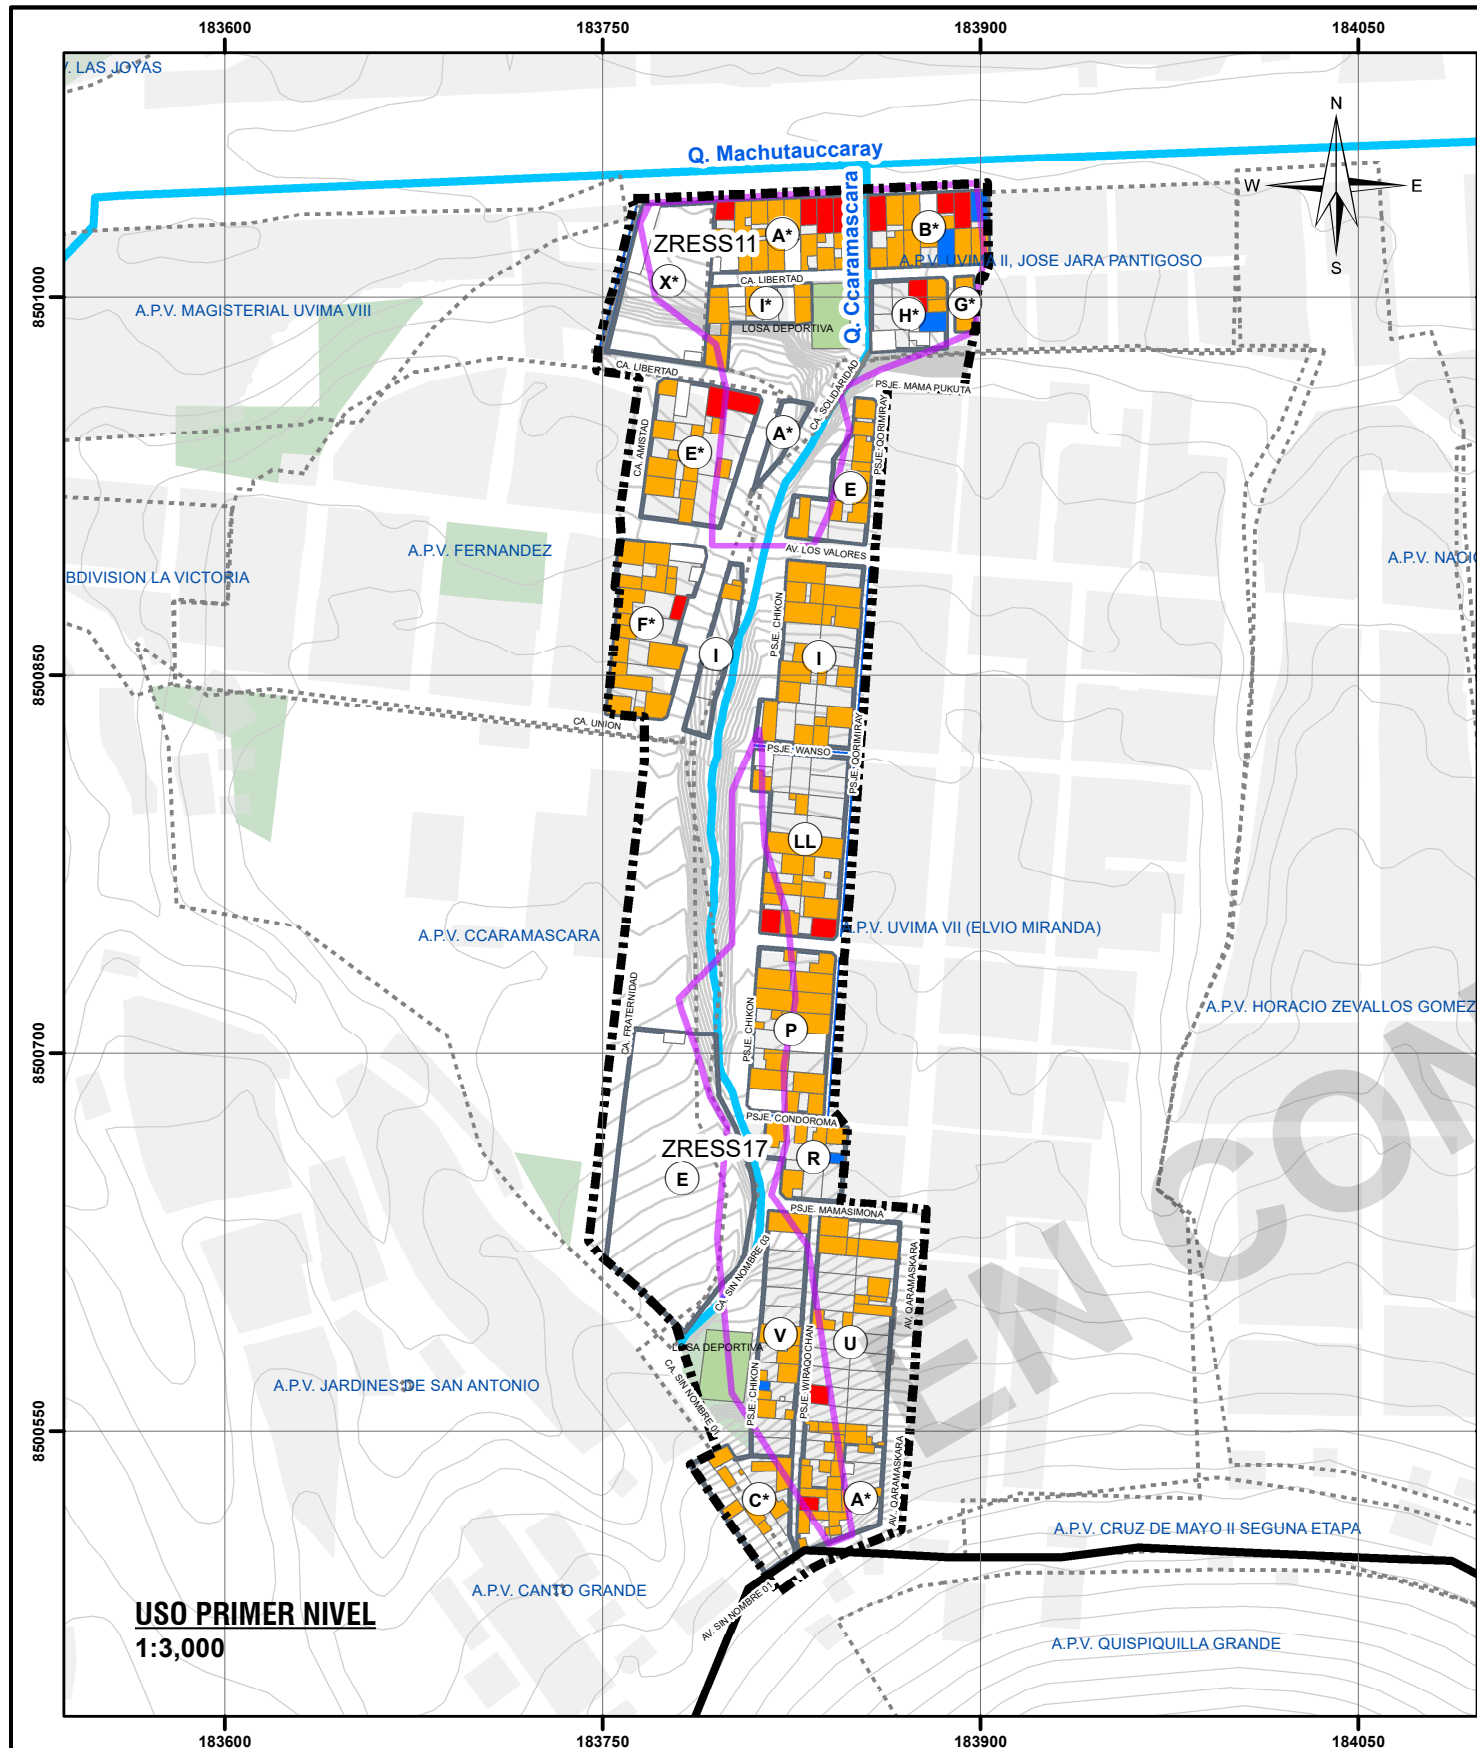 183600
183750
183900
184050
. LAS JOYAS
N
W
E
S
Q. Machutauccaray
Q. Ccaramascara
ZRESS11
A*
B*
X*
CA. LIBERTAD
A.P.V. UVIMA II, JOSE JARA PANTIGOSO
8501000
A.P.V. MAGISTERIAL UVIMA VIII
I*
H*
G*
LOSA DEPORTIVA
CA. LIBERTAD
CA. SOLIDARIDAD
PSJE. MAMA PUKUTA
CA. AMISTAD
A*
E*
PSJE. QORIMIRAY
E
A.P.V. FERNANDEZ
AV. LOS VALORES
A.P.V. NACI
BDIVISION LA VICTORIA
PSJE. CHIKON
F*
I
I
8500850
CA. UNION
PSJE. WANSO
PSJE. QORIMIRAY
LL
A.P.V. CCARAMASCARA
A.P.V. UVIMA VII (ELVIO MIRANDA)
CA. FRATERNIDAD
PSJE. CHIKON
A.P.V. HORACIO ZEVALLOS GOMEZ
P
8500700
PSJE. CONDOROMA
ZRESS17
R
E
PSJE. MAMASIMONA
CA. SIN NOMBRE 03
AV. QARAMASKARA
V
U
LOSA DEPORTIVA
CA. SIN NOMBRE 01
PSJE. CHIKON
PSJE. WIRAQOCHAN
A.P.V. JARDINES DE SAN ANTONIO
EN CON
8500550
AV. QARAMASKARA
C*
A*
A.P.V. CRUZ DE MAYO II SEGUNA ETAPA
A.P.V. CANTO GRANDE
AV. SIN NOMBRE 01
USO PRIMER NIVEL
1:3,000
A.P.V. QUISPIQUILLA GRANDE
183600
183750
183900
184050